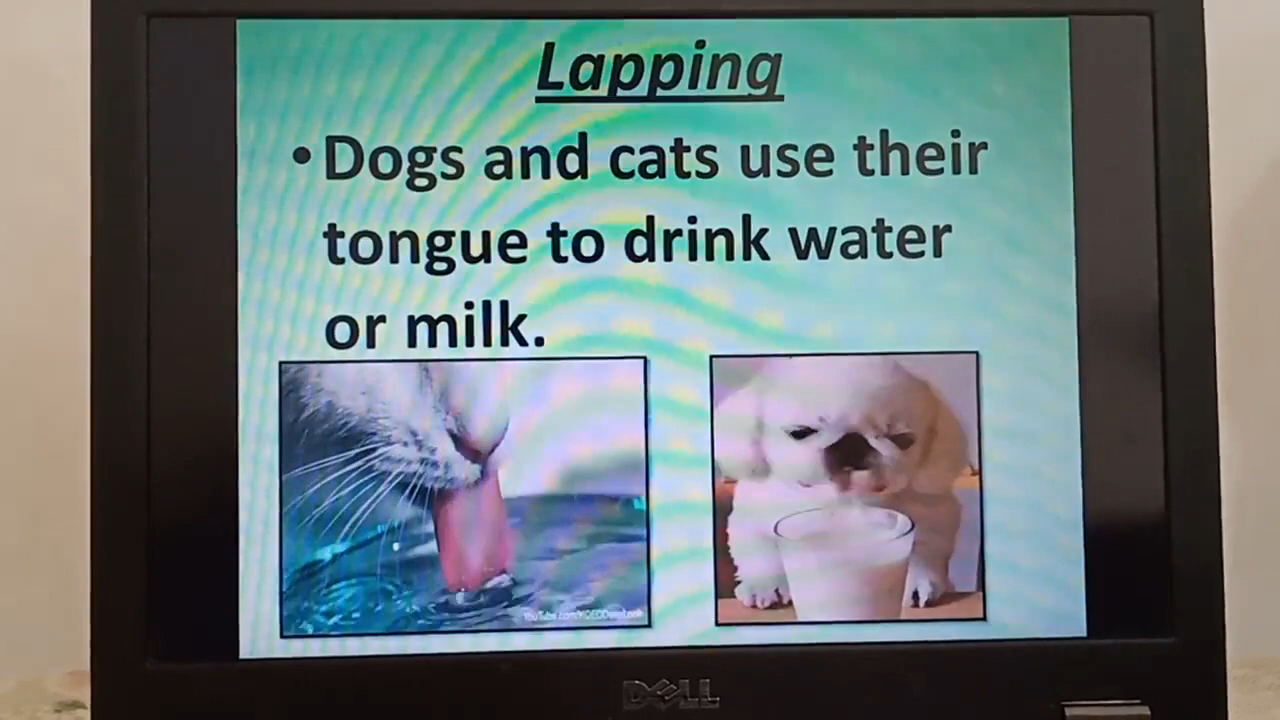 Lapping
• Dogs and cats use their
tongue to drink water
or milk.
DELL